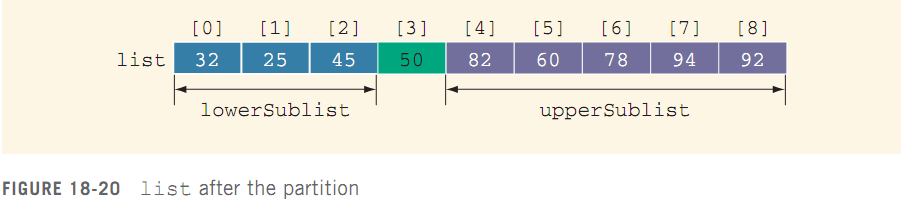 [0] [1] [2] [3] [4] [5] [6] [7] [8]
list 32 25 45 50 82 60 78 94 92
lowerSublist upperSublist
FIGURE 18-20 list after the partition